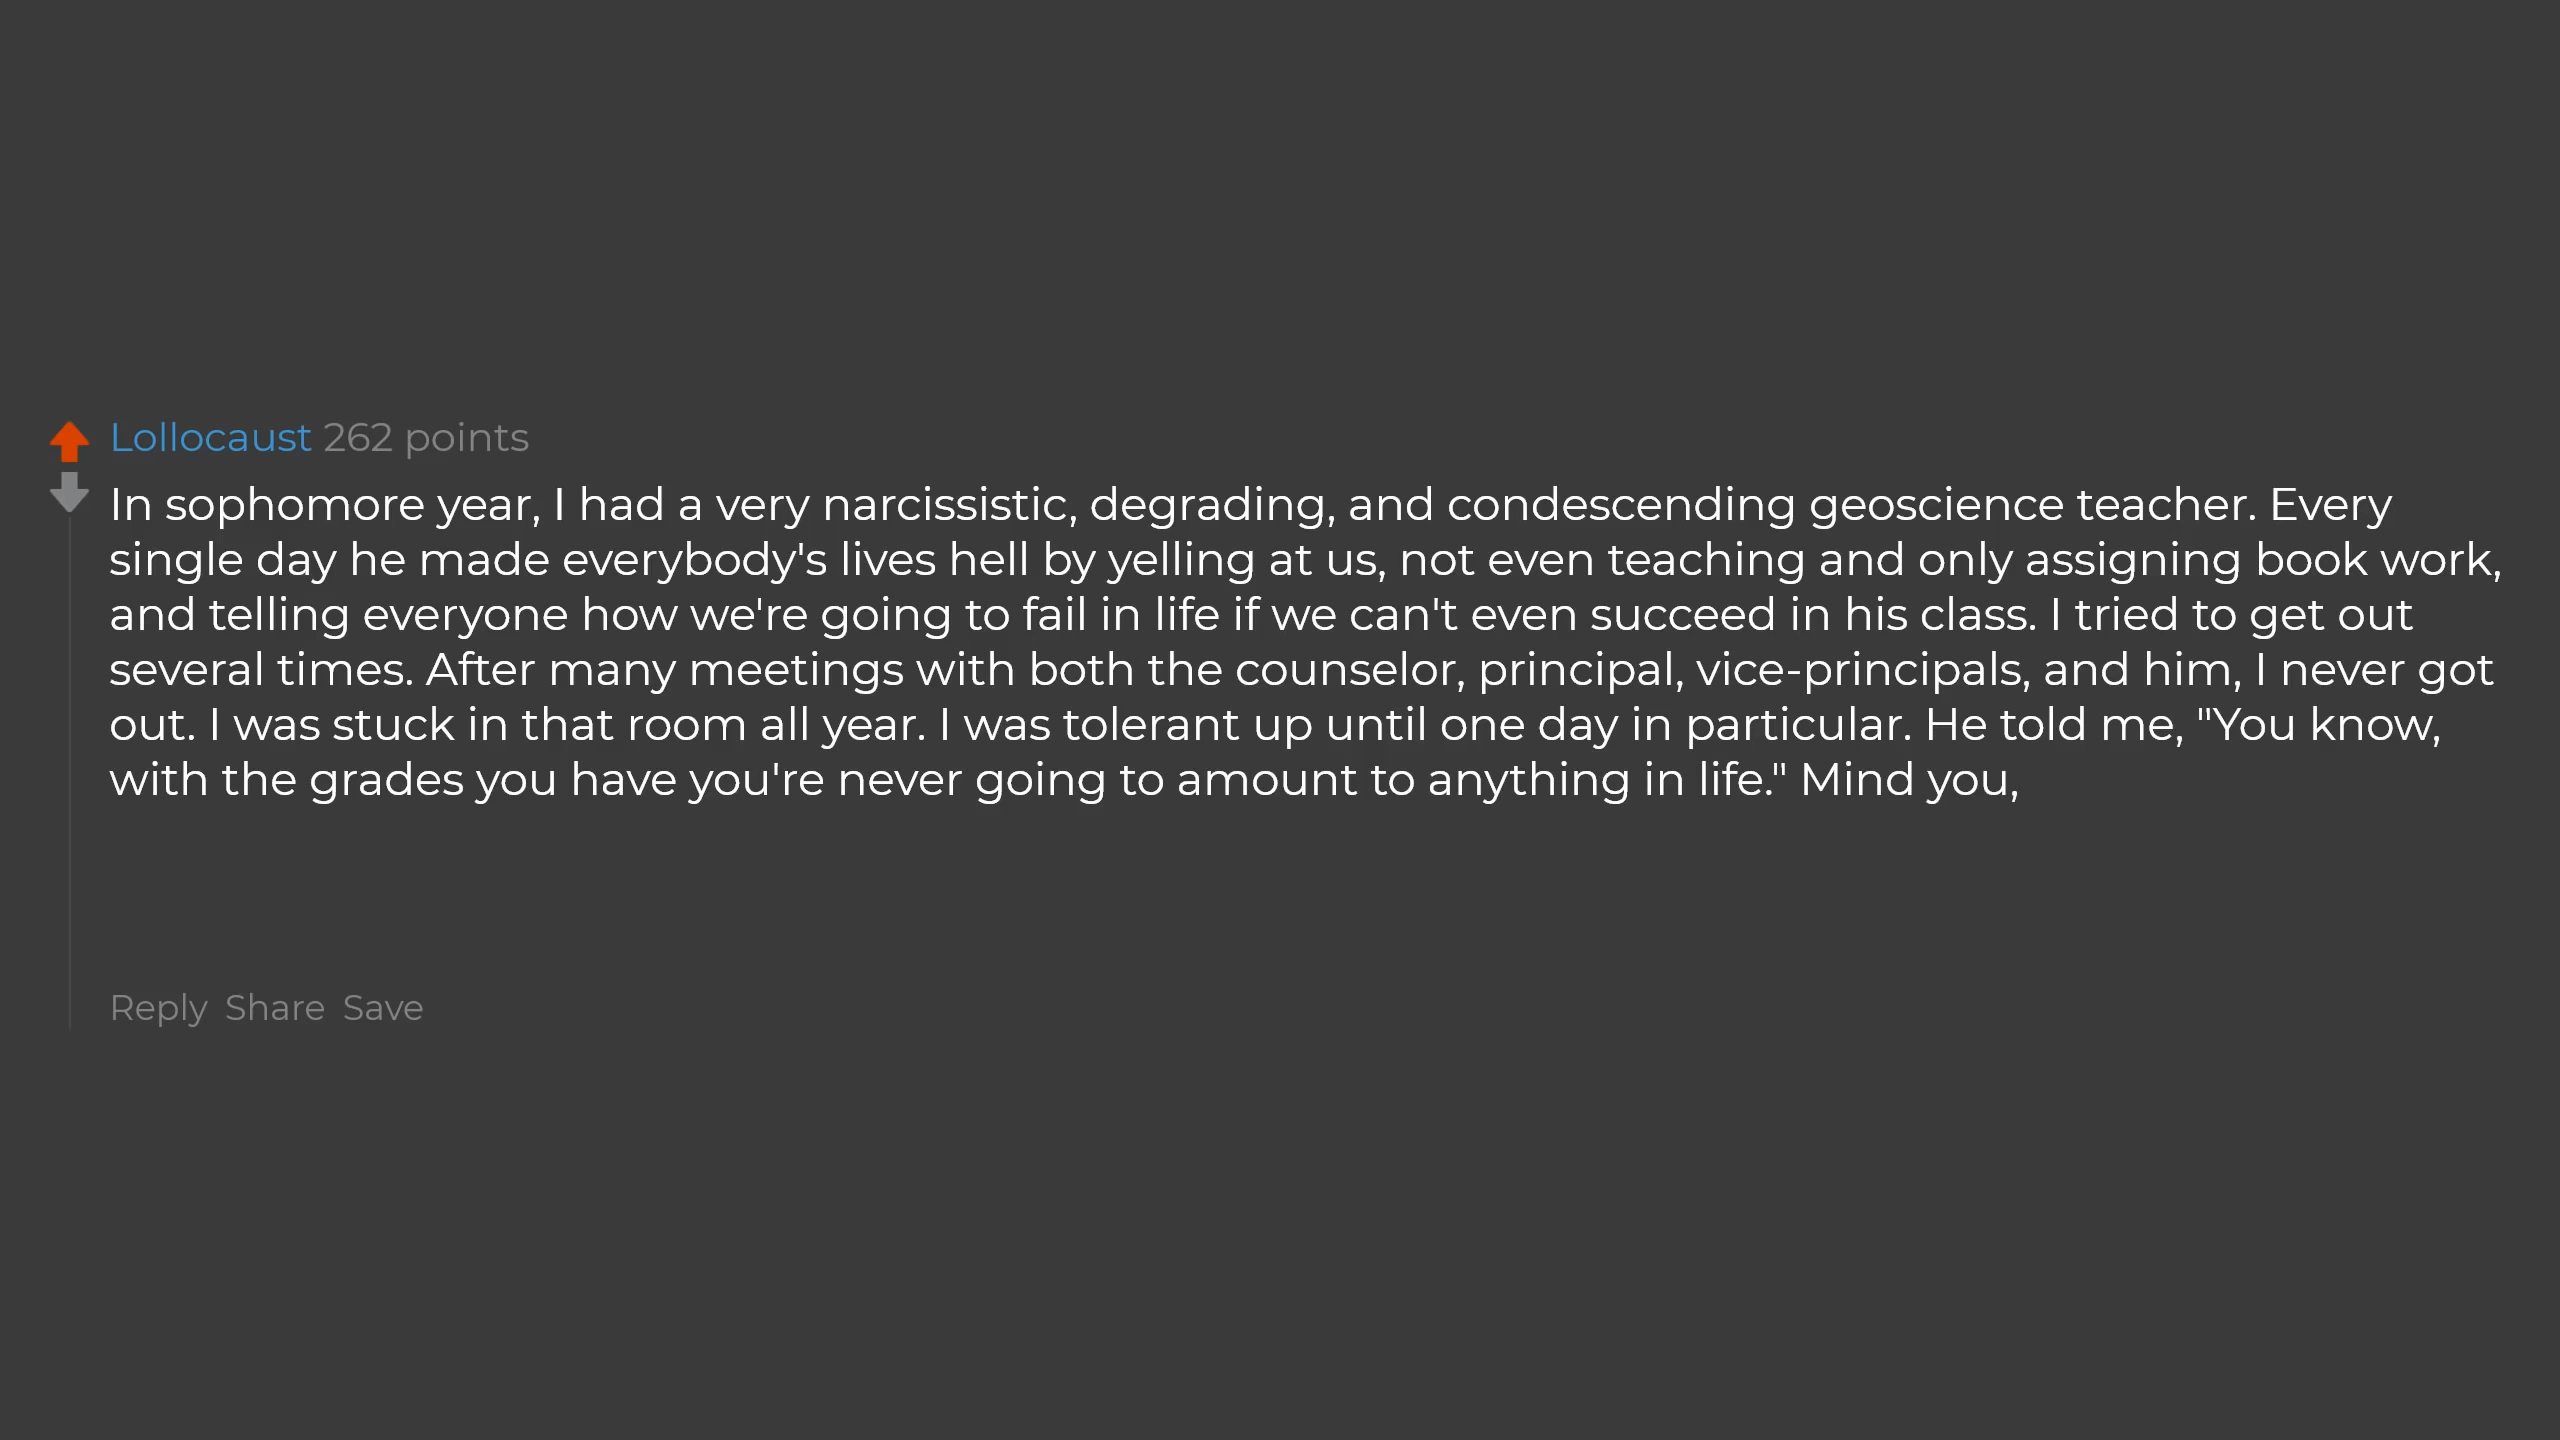 Lollocaust 262 points
In sophomore year, I had a very narcissistic, degrading, and condescending geoscience teacher. Every
single day he made everybody's lives hell by yelling at us, not even teaching and only assigning book work,
and telling everyone how we're going to fail in life if we can't even succeed in his class. I tried to get out
several times. After many meetings with both the counselor, principal, vice-principals, and him, I never got
out. I was stuck in that room all year. I was tolerant up until one day in particular. He told me, "You know,
with the grades you have you're never going to amount to anything in life." Mind you,
Reply Share Save